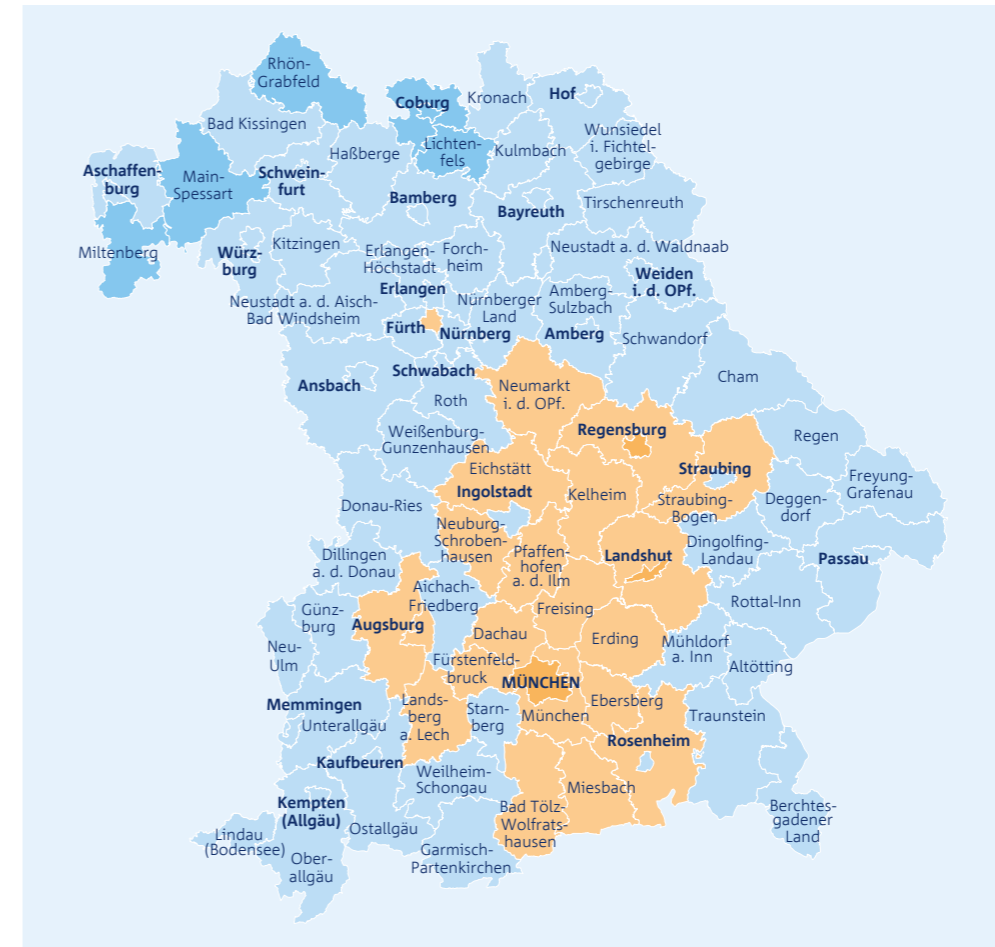 Rhön-
Grabfeld
Coburg
Kronach
Hof
Bad Kissingen
Wunsiedel
i. Fichtel-
gebirge
Lichten-
fels
Kulmbach
Haßberge
Aschaffen-
burg
Main-
Spessart
Schwein-
furt
Bamberg
Bayreuth
Tirschenreuth
Miltenberg
Würz-
burg
Kitzingen
Erlangen-
Höchstadt
Forch-
heim
Neustadt a. d. Waldnaab
Weiden
i. d. OPf.
Erlangen
Neustadt a. d. Aisch-
Bad Windsheim
Nürnberger
Land
Amberg-
Sulzbach
Fürth
Nürnberg
Amberg
Schwandorf
Ansbach
Schwabach
Roth
Neumarkt
i. d. OPf.
Cham
Weißenburg-
Gunzenhausen
Regensburg
Regen
Eichstätt
Straubing
Ingolstadt
Kelheim
Freyung-
Grafenau
Donau-Ries
Straubing-
Bogen
Deggen-
dorf
Neuburg-
Schroben-
hausen
Dillingen
a. d. Donau
Pfaffen-
hofen
a. d. Ilm
Landshut
Dingolfing-
Landau
Passau
Aichach-
Friedberg
Günz-
burg
Augsburg
Freising
Rottal-Inn
Dachau
Erding
Mühldorf
a. Inn
Neu-
Ulm
Altötting
Fürstenfeld-
bruck
MÜNCHEN
Memmingen
Unterallgäu
Lands-
berg
a. Lech
Starn-
berg
München
Ebersberg
Traunstein
Rosenheim
Kaufbeuren
Weilheim-
Schongau
Miesbach
Kempten
(Allgäu)
Bad Tölz-
Wolfrats-
hausen
Berchtes-
gadener
Land
Lindau
(Bodensee)
Ostallgäu
Ober-
allgäu
Garmisch-
Partenkirchen